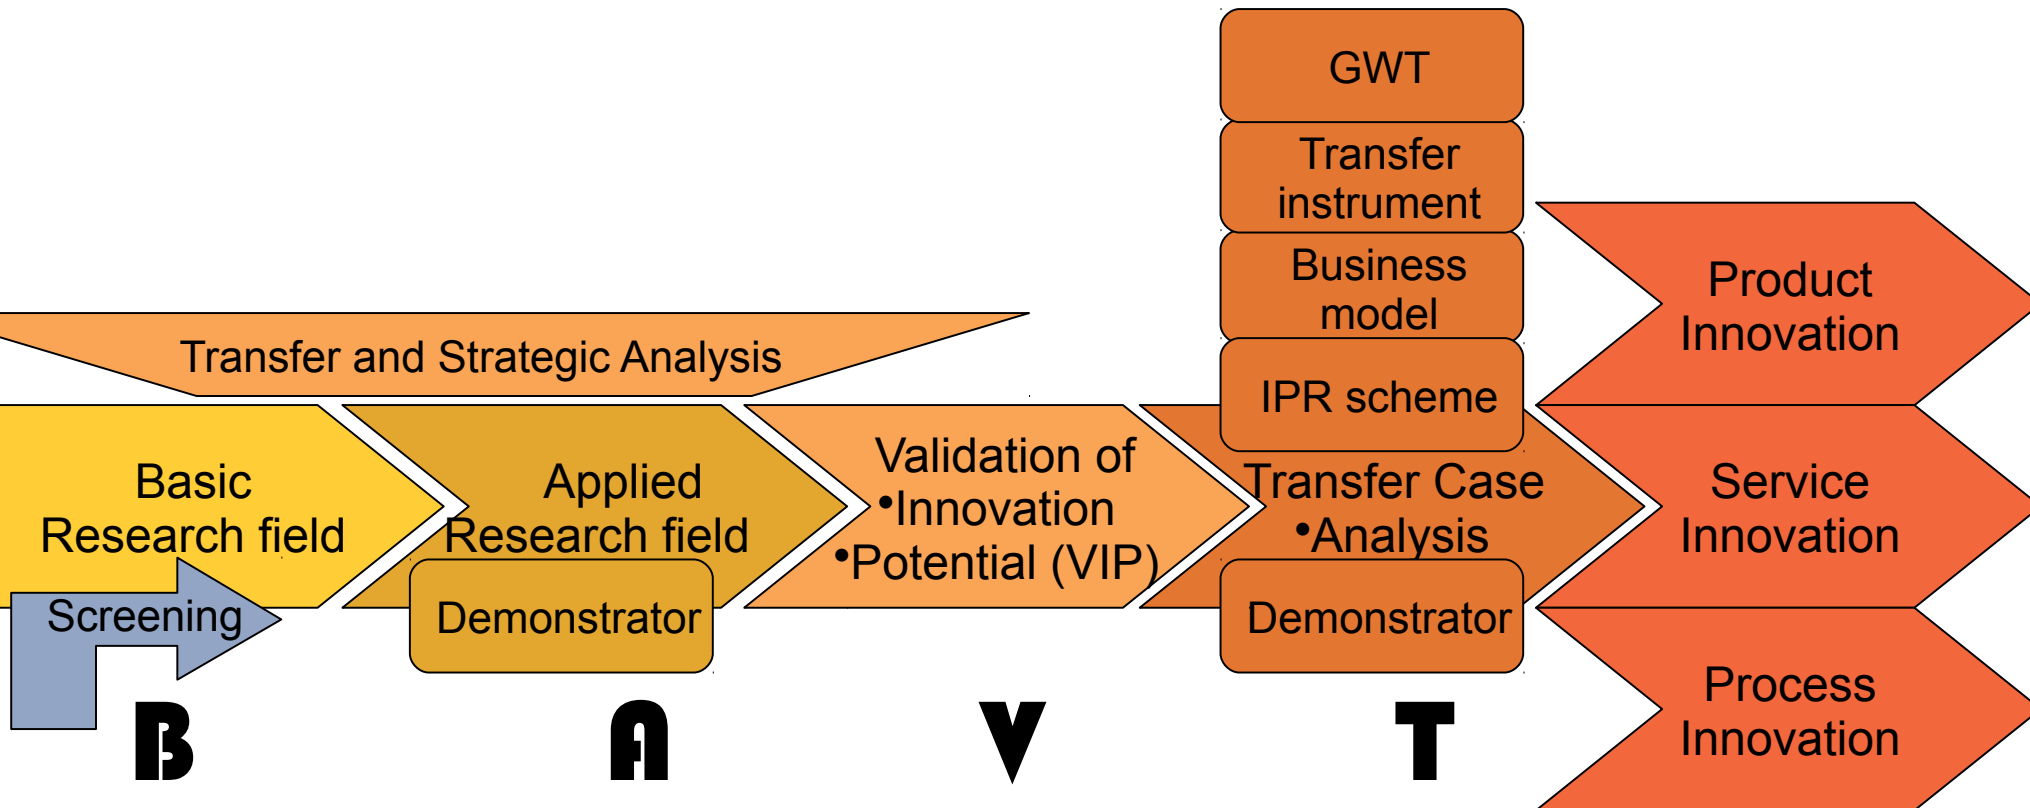 GWT
Transfer
instrument
Business
model
IPR scheme
Transfer and Strategic Analysis
Basic
Research field
Screening
Applied
Research field
Demonstrator
Validation of
•Innovation
•Potential (VIP)
Transfer Case
•Analysis
Demonstrator
Product
Innovation
Service
Innovation
Process
Innovation
B
A
V
T